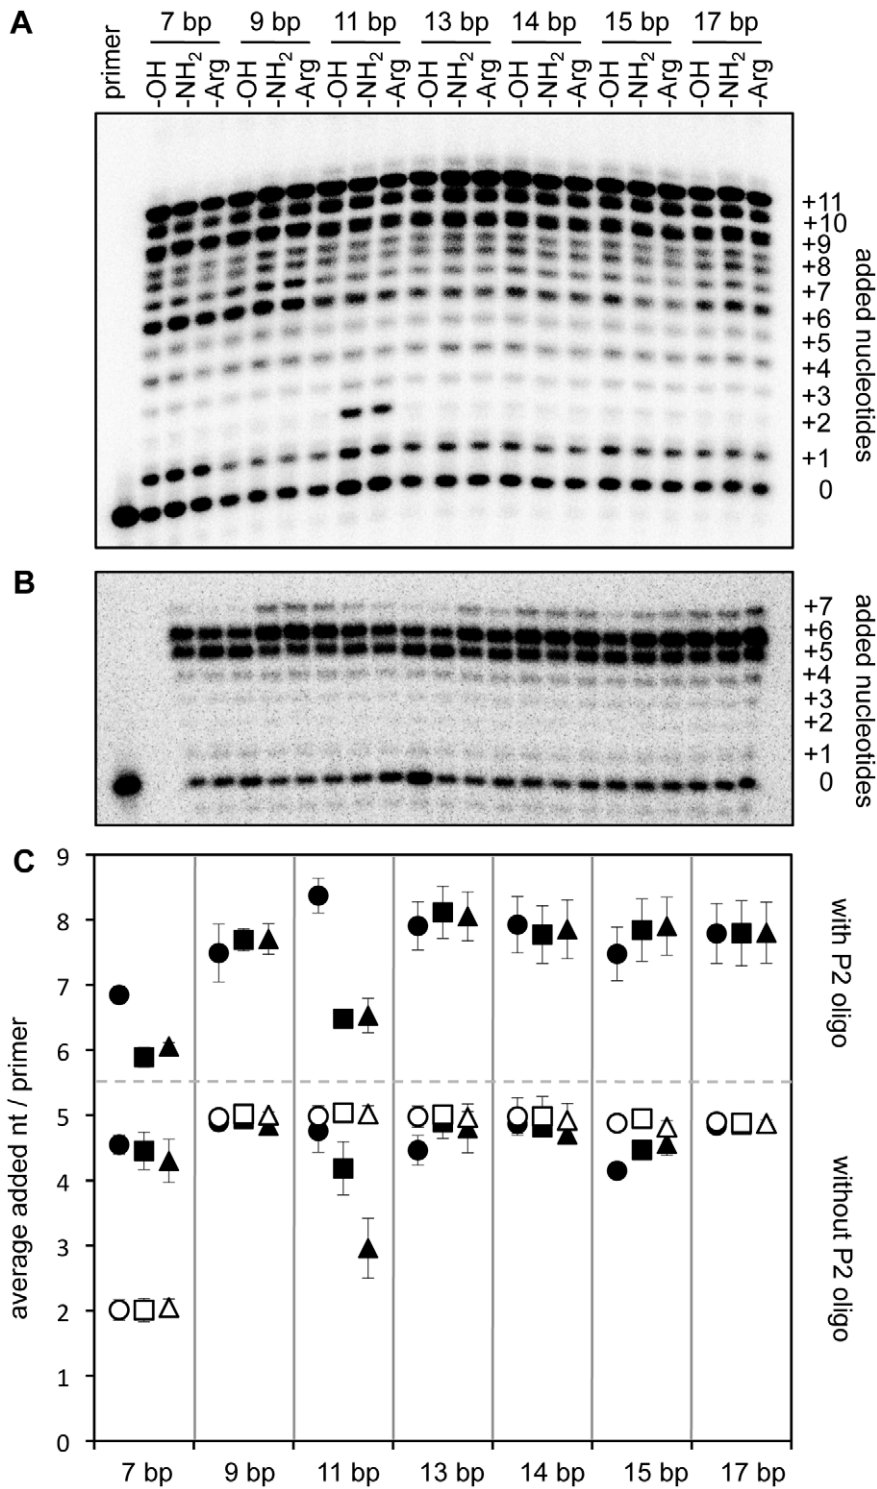 A
7 bp 9 bp 11 bp 13 bp 14 bp 15 bp 17 bp
primer -OH -NH2 -Arg -OH -NH2 -Arg -OH -NH2 -Arg -OH -NH2 -Arg -OH -NH2 -Arg -OH -NH2 -Arg -OH -NH2 -Arg
+11
+10
+9
+8
+7
+6
+5
+4
+3
+2
+1
0
added nucleotides
B
+7
+6
+5
+4
+3
+2
+1
0
added nucleotides
C
9
8
7
6
5
4
3
2
1
0
average added nt / primer
with P2 oligo
without P2 oligo
7 bp 9 bp 11 bp 13 bp 14 bp 15 bp 17 bp